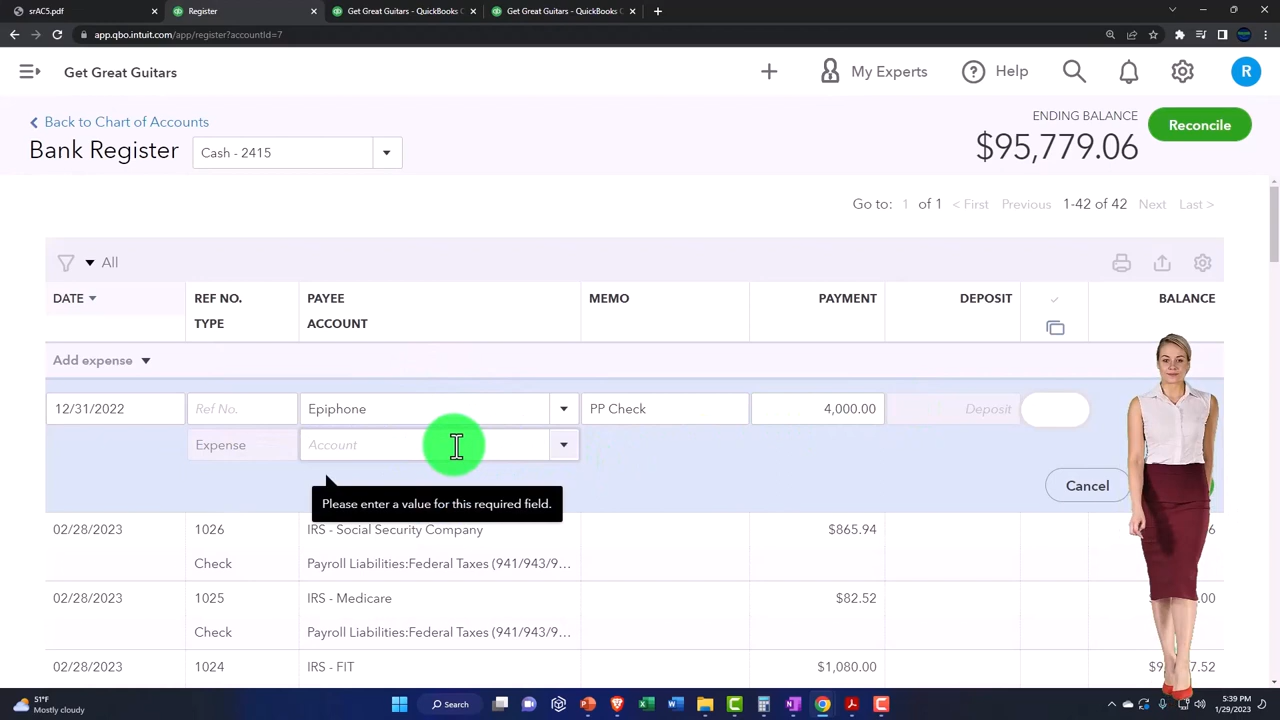 srAC5.pdf × Register × Get Great Guitars - QuickBooks C × Get Great Guitars - QuickBooks C × +
app.qbo.intuit.com/app/register?accountId=7
Get Great Guitars + My Experts Help R
Back to Chart of Accounts
Bank Register Cash - 2415
ENDING BALANCE
$95,779.06
Reconcile
Go to: 1 of 1 < First Previous 1-42 of 42 Next Last >
All
DATE REF NO. PAYEE MEMO PAYMENT DEPOSIT BALANCE
TYPE ACCOUNT
Add expense
12/31/2022 Ref No. Epiphone PP Check 4,000.00 Deposit
Expense Account
Cancel
Please enter a value for this required field.
02/28/2023 1026 IRS - Social Security Company $865.94
Check Payroll Liabilities:Federal Taxes (941/943/9...
02/28/2023 1025 IRS - Medicare $82.52
Check Payroll Liabilities:Federal Taxes (941/943/9...
02/28/2023 1024 IRS - FIT $1,080.00
51°F
Mostly cloudy
Search
5:39 PM
1/29/2023